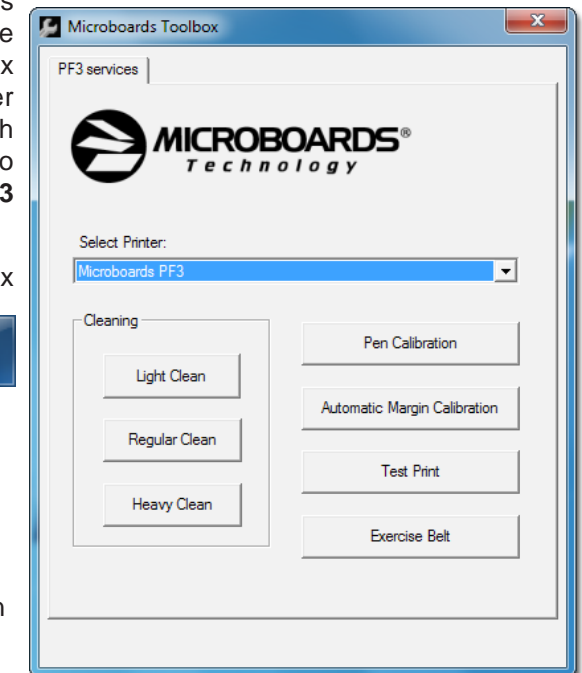 Microboards Toolbox
PF3 services
MICROBOARDS®
Technology
Select Printer:
Microboards PF3
Cleaning
Light Clean
Regular Clean
Heavy Clean
Pen Calibration
Automatic Margin Calibration
Test Print
Exercise Belt
3